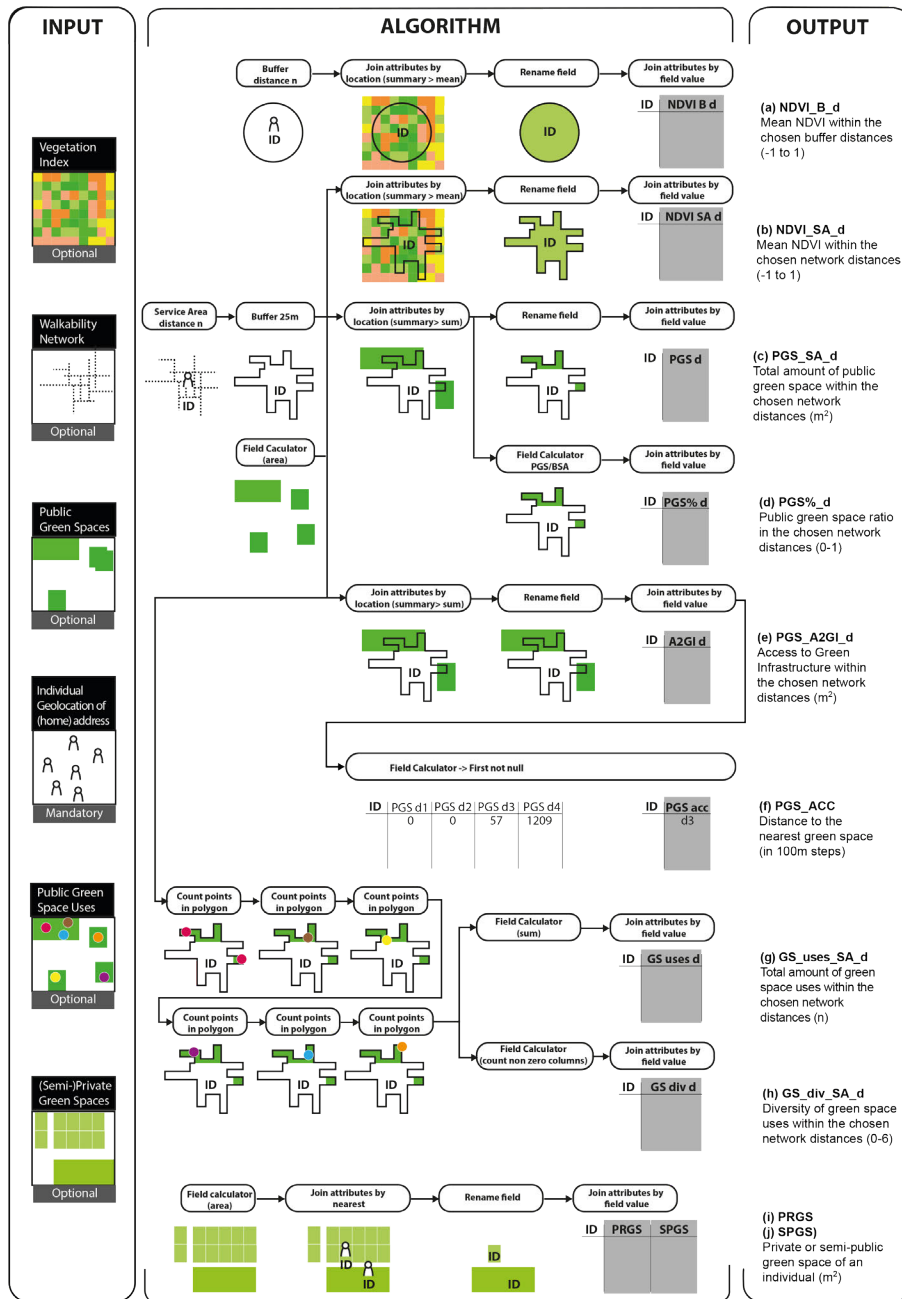 INPUT
ALGORITHM
OUTPUT
Vegetation
Index
Optional
Walkability
Network
Optional
Public
Green Spaces
Optional
Individual
Geolocation of
(home) address
Mandatory
Public Green
Space Uses
Optional
(Semi-)Private
Green Spaces
Optional
Buffer
distance n
Join attributes by
location (summary > mean)
Rename field
Join attributes by
field value
ID
ID
ID
ID NDVI B d
(a) NDVI_B_d
Mean NDVI within the
chosen buffer distances
(-1 to 1)
Join attributes by
location (summary > mean)
Rename field
Join attributes by
field value
ID
ID
ID NDVI SA d
(b) NDVI_SA_d
Mean NDVI within the
chosen network distances
(-1 to 1)
Service Area
distance n
Buffer 25m
Join attributes by
location (summary> sum)
Rename field
Join attributes by
field value
ID
ID
ID
ID
ID PGS d
(c) PGS_SA_d
Total amount of public
green space within the
chosen network
distances (m²)
Field Caculator
(area)
Field Calculator
PGS/BSA
Join attributes by
field value
ID
ID PGS% d
(d) PGS%_d
Public green space ratio
in the chosen network
distances (0-1)
Join attributes by
location (summary> sum)
Rename field
Join attributes by
field value
ID
ID
ID A2GI d
(e) PGS_A2GI_d
Access to Green
Infrastructure within
the chosen network
distances (m²)
Field Calculator -> First not null
ID PGS d1 PGS d2 PGS d3 PGS d4
0 0 57 1209
ID PGS acc
d3
(f) PGS_ACC
Distance to the
nearest green space
(in 100m steps)
Count points
in polygon
Count points
in polygon
Count points
in polygon
ID
ID
ID
Field Calculator
(sum)
Join attributes by
field value
ID GS uses d
(g) GS_uses_SA_d
Total amount of green
space uses within the
chosen network
distances (n)
Count points
in polygon
Count points
in polygon
Count points
in polygon
ID
ID
ID
Field Calculator
(count non zero columns)
Join attributes by
field value
ID GS div d
(h) GS_div_SA_d
Diversity of green space
uses within the chosen
network distances (0-6)
Field calculator
(area)
Join attributes by
nearest
Rename field
Join attributes by
field value
ID
ID
ID
ID
ID PRGS SPGS
(i) PRGS
(j) SPGS)
Private or semi-public
green space of an
individual (m²)